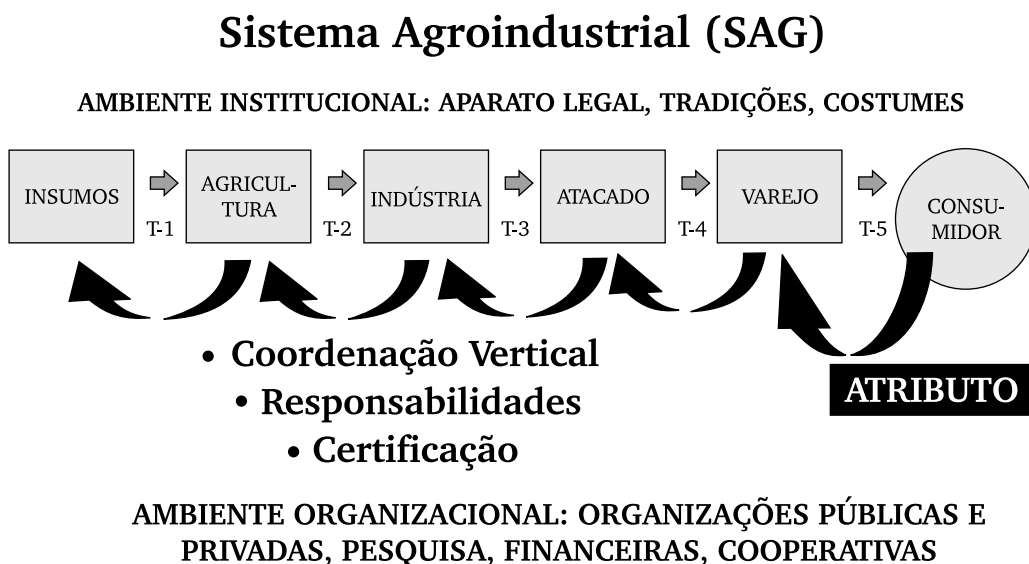 Sistema Agroindustrial (SAG)
AMBIENTE INSTITUCIONAL: APARATO LEGAL, TRADIÇÕES, COSTUMES
INSUMOS
T-1
AGRICUL-
TURA
T-2
INDÚSTRIA
T-3
ATACADO
T-4
VAREJO
T-5
CONSU-
MIDOR
• Coordenação Vertical
• Responsabilidades
• Certificação
ATRIBUTO
AMBIENTE ORGANIZACIONAL: ORGANIZAÇÕES PÚBLICAS E
PRIVADAS, PESQUISA, FINANCEIRAS, COOPERATIVAS